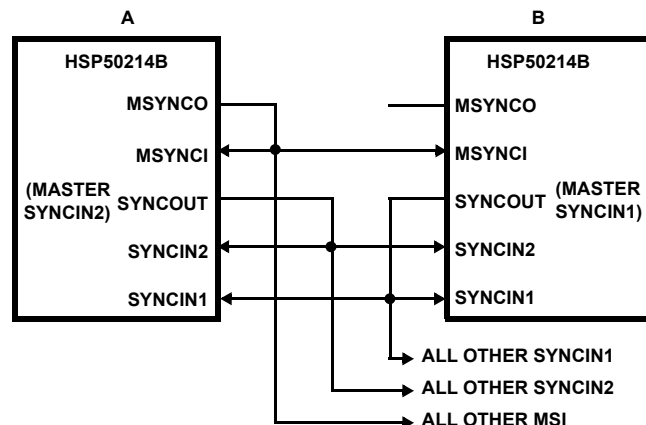 A
B
HSP50214B
HSP50214B
MSYNCO
MSYNCO
MSYNCI
MSYNCI
(MASTER
SYNCIN2)
SYNCOUT
SYNCOUT
(MASTER
SYNCIN1)
SYNCIN2
SYNCIN2
SYNCIN1
SYNCIN1
ALL OTHER SYNCIN1
ALL OTHER SYNCIN2
ALL OTHER MSI